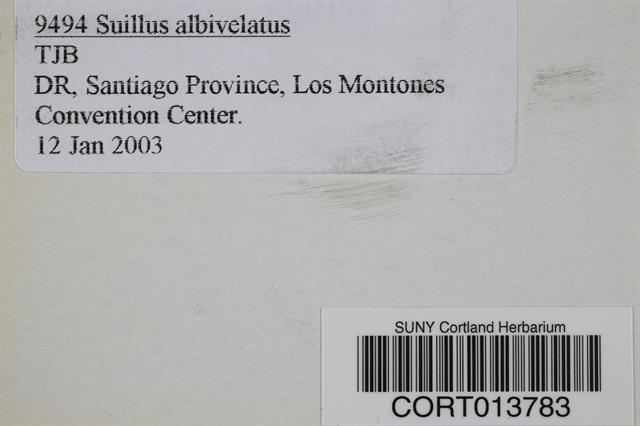 9494 Suillus albivelatus
TJB
DR, Santiago Province, Los Montones
Convention Center.
12 Jan 2003
SUNY Cortland Herbarium
CORT013783